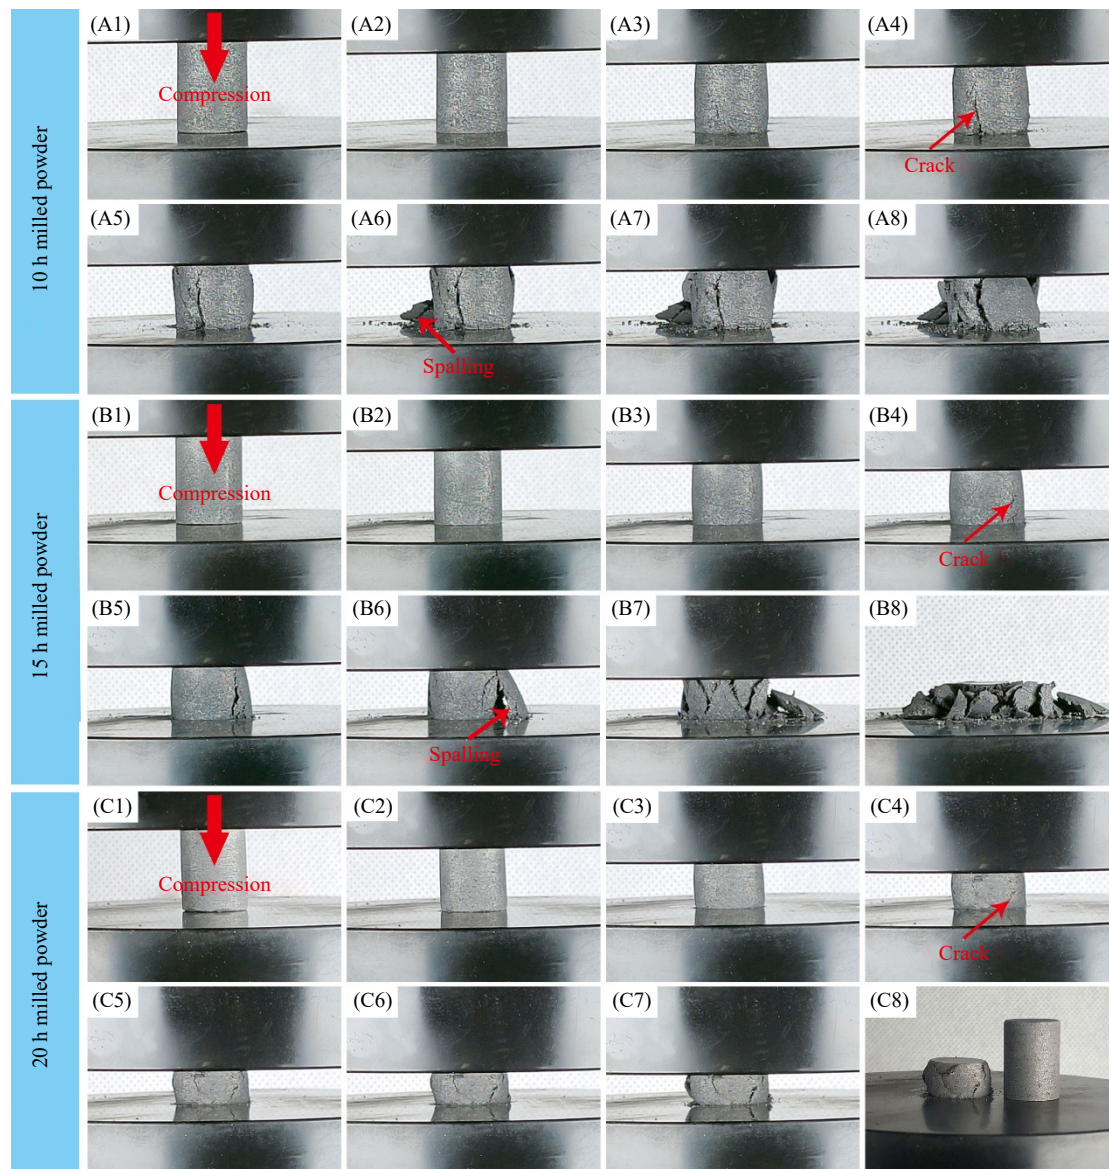 10 h milled powder
(A1)
Compression
(A2)
(A3)
(A4)
Crack
(A5)
(A6)
Spalling
(A7)
(A8)
15 h milled powder
(B1)
Compression
(B2)
(B3)
(B4)
Crack
(B5)
(B6)
Spalling
(B7)
(B8)
20 h milled powder
(C1)
Compression
(C2)
(C3)
(C4)
Crack
(C5)
(C6)
(C7)
(C8)